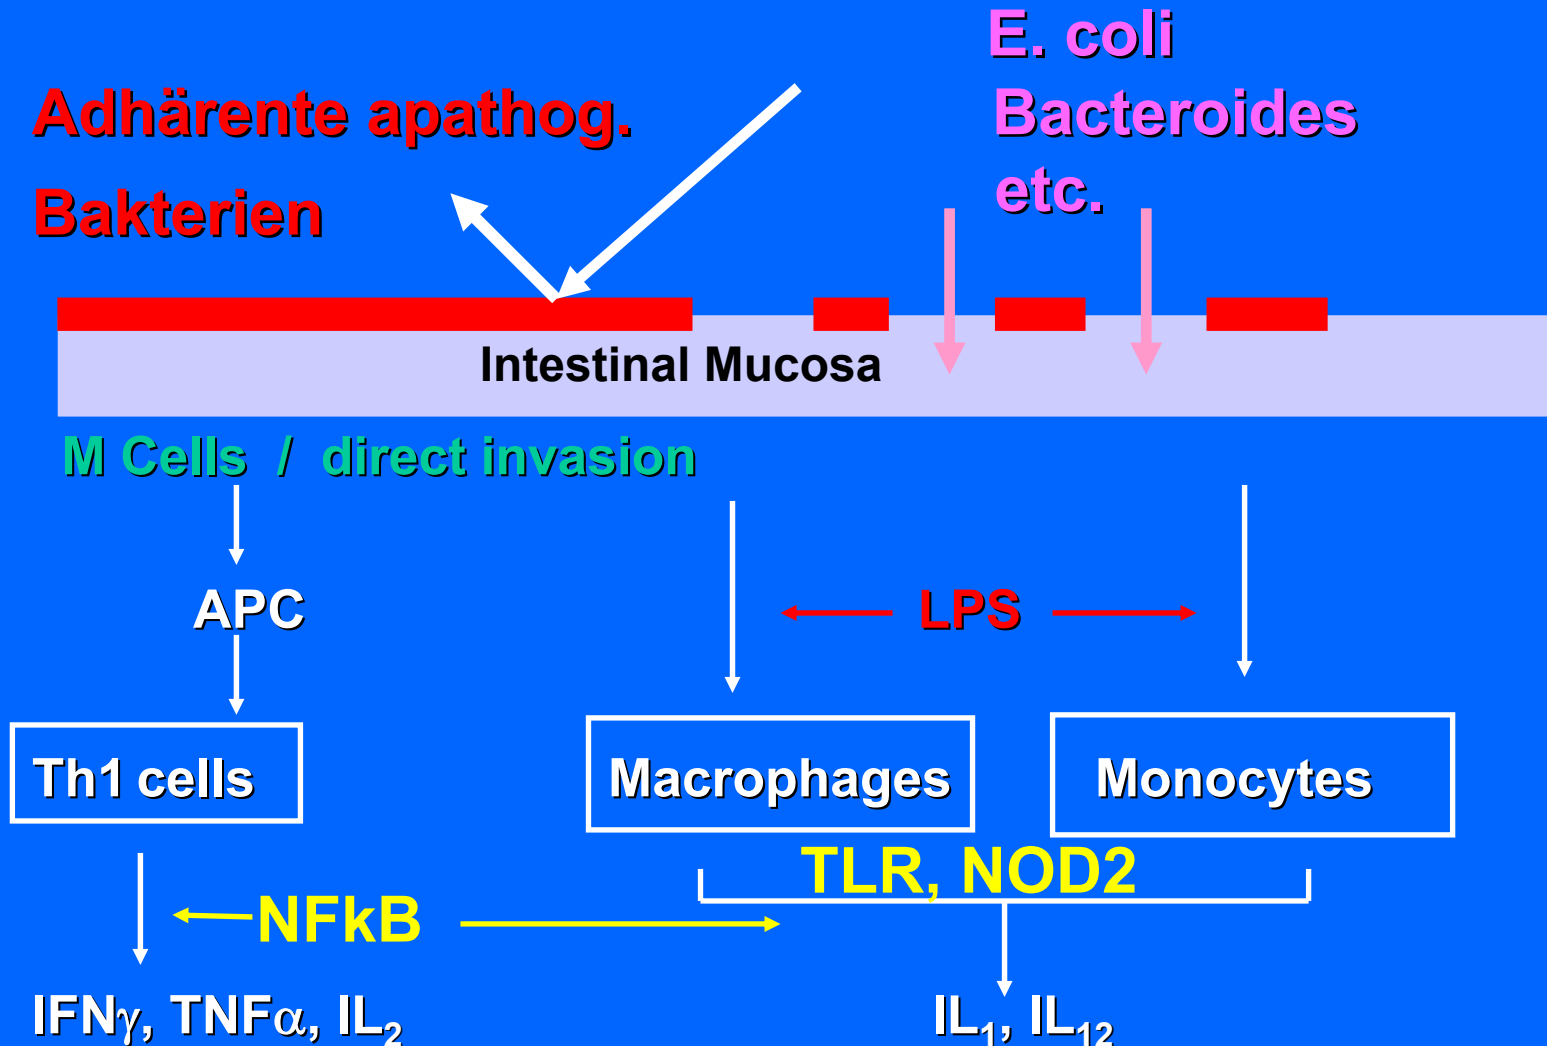 E. coli
Adhärente apathog.
Bacteroides
Bakterien
etc.
Intestinal Mucosa
M Cells / direct invasion
APC
LPS
Th1 cells
Macrophages
Monocytes
TLR, NOD2
NFkB
IFNγ, TNFα, IL₂
IL₁, IL₁₂